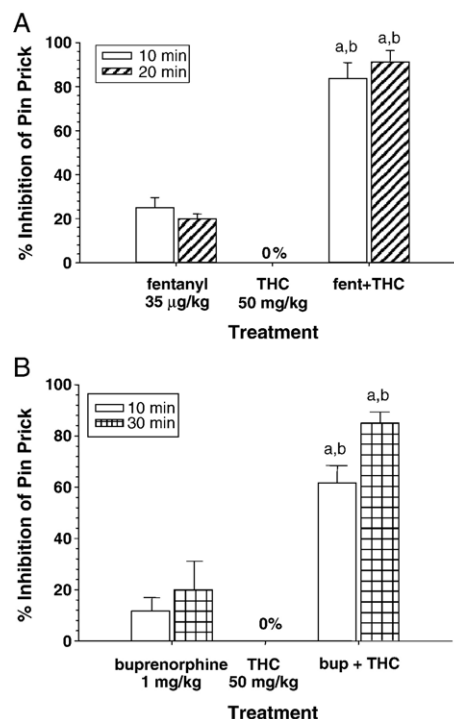 A
% Inhibition of Pin Prick
100
80
60
40
20
0
10 min
20 min
a,b
a,b
0%
fentanyl
35 µg/kg
THC
50 mg/kg
fent+THC
Treatment
B
% Inhibition of Pin Prick
100
80
60
40
20
0
10 min
30 min
a,b
a,b
0%
buprenorphine
1 mg/kg
THC
50 mg/kg
bup + THC
Treatment